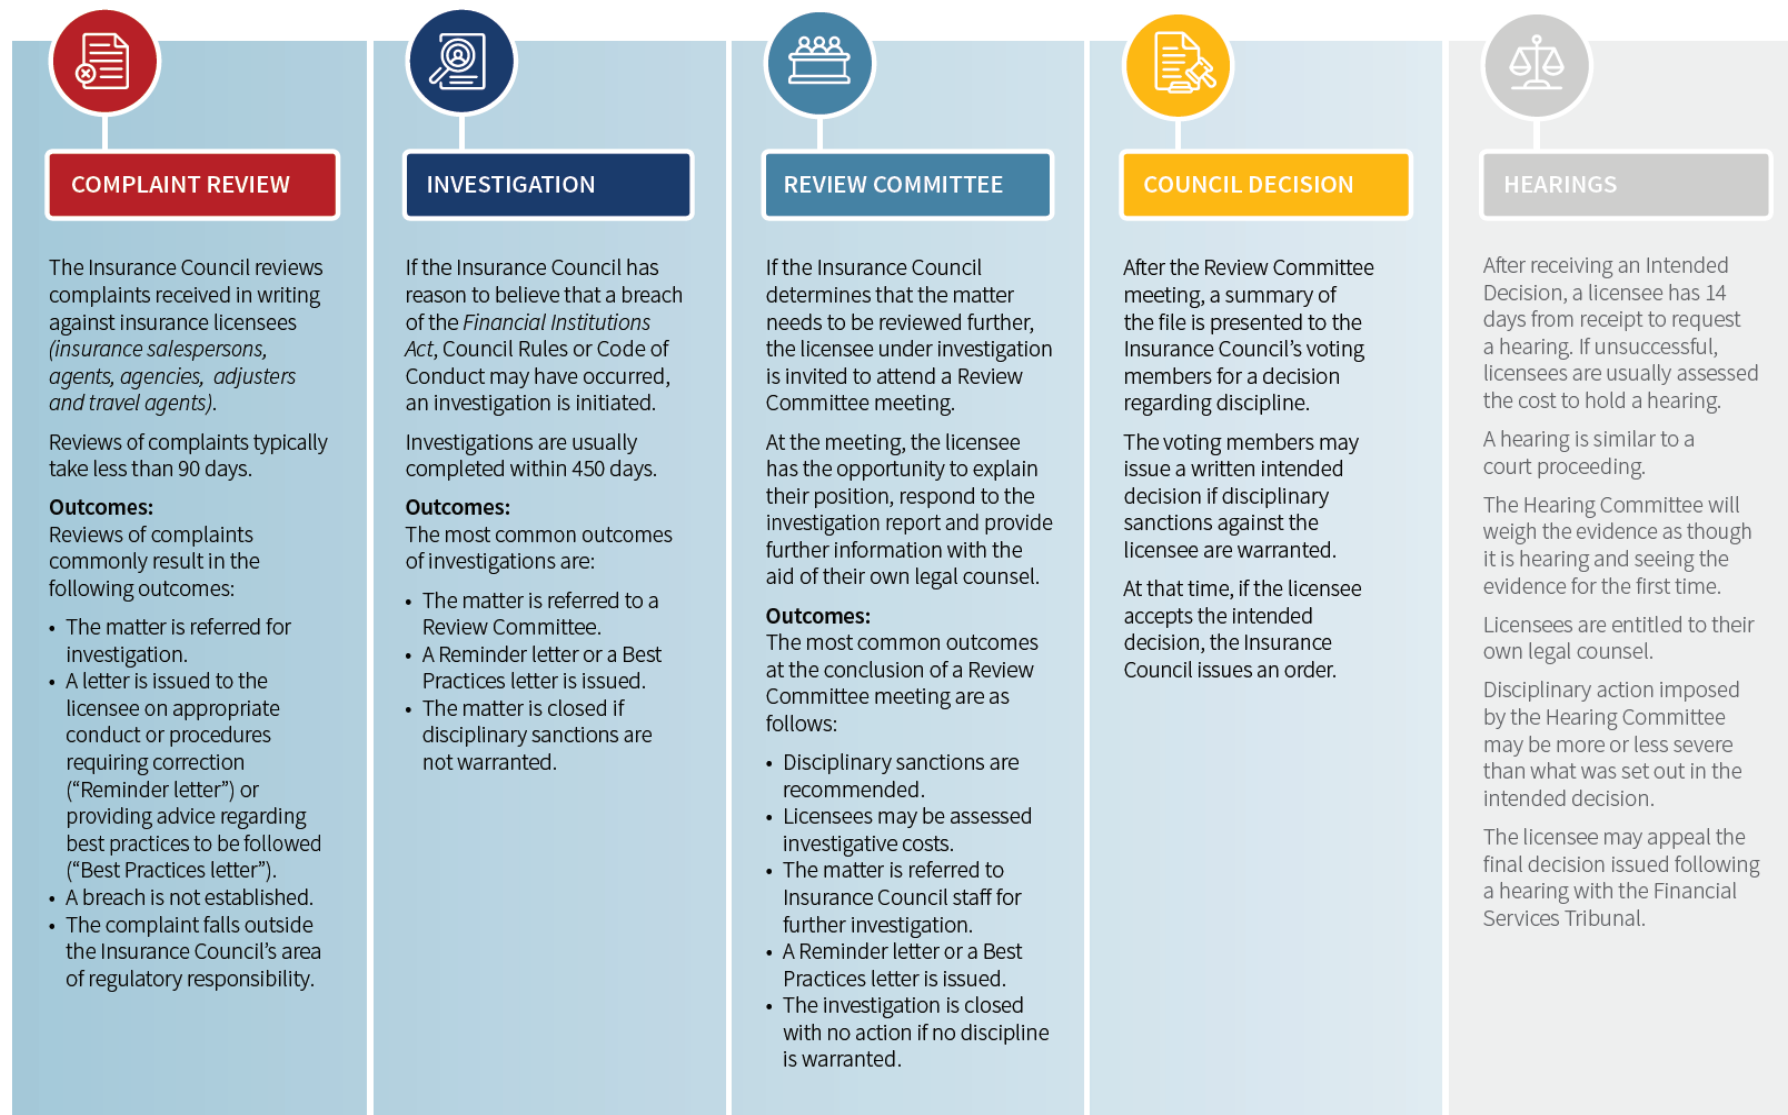 COMPLAINT REVIEW
The Insurance Council reviews
complaints received in writing
against insurance licensees
(insurance salespersons,
agents, agencies, adjusters
and travel agents).
Reviews of complaints typically
take less than 90 days.
Outcomes:
Reviews of complaints
commonly result in the
following outcomes:
• The matter is referred for
investigation.
• A letter is issued to the
licensee on appropriate
conduct or procedures
requiring correction
(“Reminder letter”) or
providing advice regarding
best practices to be followed
(“Best Practices letter”).
• A breach is not established.
• The complaint falls outside
the Insurance Council’s area
of regulatory responsibility.
INVESTIGATION
If the Insurance Council has
reason to believe that a breach
of the Financial Institutions
Act, Council Rules or Code of
Conduct may have occurred,
an investigation is initiated.
Investigations are usually
completed within 450 days.
Outcomes:
The most common outcomes
of investigations are:
• The matter is referred to a
Review Committee.
• A Reminder letter or a Best
Practices letter is issued.
• The matter is closed if
disciplinary sanctions are
not warranted.
REVIEW COMMITTEE
If the Insurance Council
determines that the matter
needs to be reviewed further,
the licensee under investigation
is invited to attend a Review
Committee meeting.
At the meeting, the licensee
has the opportunity to explain
their position, respond to the
investigation report and provide
further information with the
aid of their own legal counsel.
Outcomes:
The most common outcomes
at the conclusion of a Review
Committee meeting are as
follows:
• Disciplinary sanctions are
recommended.
• Licensees may be assessed
investigative costs.
• The matter is referred to
Insurance Council staff for
further investigation.
• A Reminder letter or a Best
Practices letter is issued.
• The investigation is closed
with no action if no discipline
is warranted.
COUNCIL DECISION
After the Review Committee
meeting, a summary of
the file is presented to the
Insurance Council’s voting
members for a decision
regarding discipline.
The voting members may
issue a written intended
decision if disciplinary
sanctions against the
licensee are warranted.
At that time, if the licensee
accepts the intended
decision, the Insurance
Council issues an order.
HEARINGS
After receiving an Intended
Decision, a licensee has 14
days from receipt to request
a hearing. If unsuccessful,
licensees are usually assessed
the cost to hold a hearing.
A hearing is similar to a
court proceeding.
The Hearing Committee will
weigh the evidence as though
it is hearing and seeing the
evidence for the first time.
Licensees are entitled to their
own legal counsel.
Disciplinary action imposed
by the Hearing Committee
may be more or less severe
than what was set out in the
intended decision.
The licensee may appeal the
final decision issued following
a hearing with the Financial
Services Tribunal.